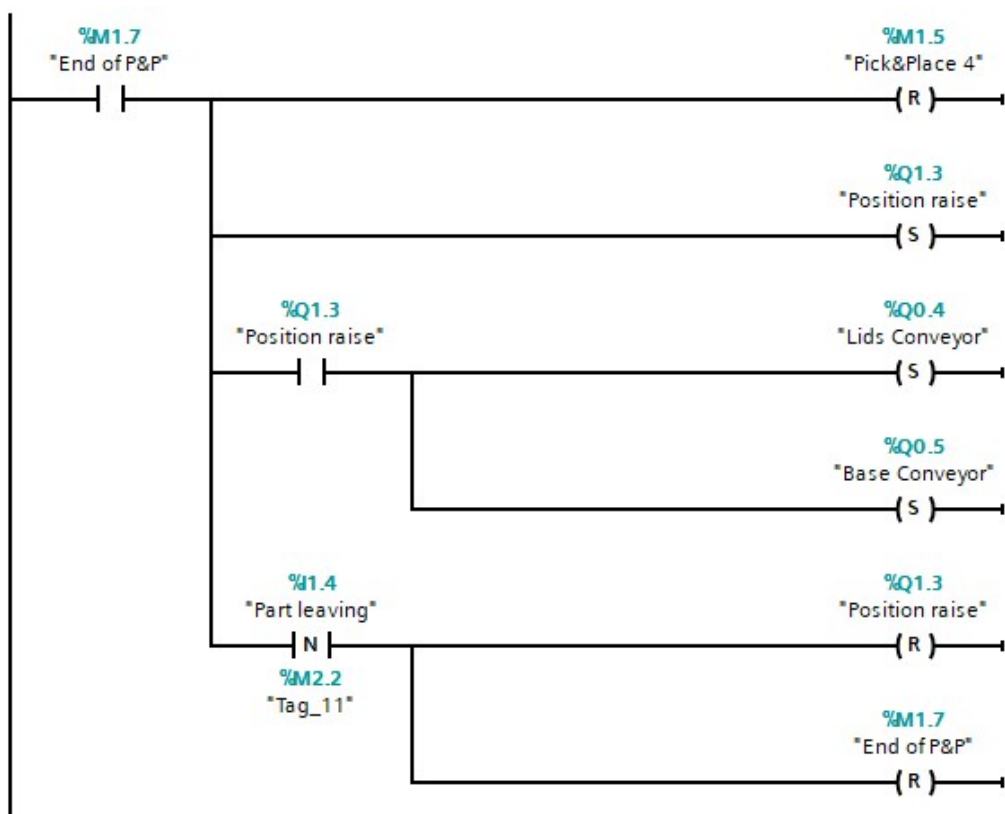 %M1.7
"End of P&P"
%M1.5
"Pick&Place 4"
R
%Q1.3
"Position raise"
S
%Q1.3
"Position raise"
%Q0.4
"Lids Conveyor"
S
%Q0.5
"Base Conveyor"
S
%I1.4
"Part leaving"
N
%M2.2
"Tag_11"
%Q1.3
"Position raise"
R
%M1.7
"End of P&P"
R